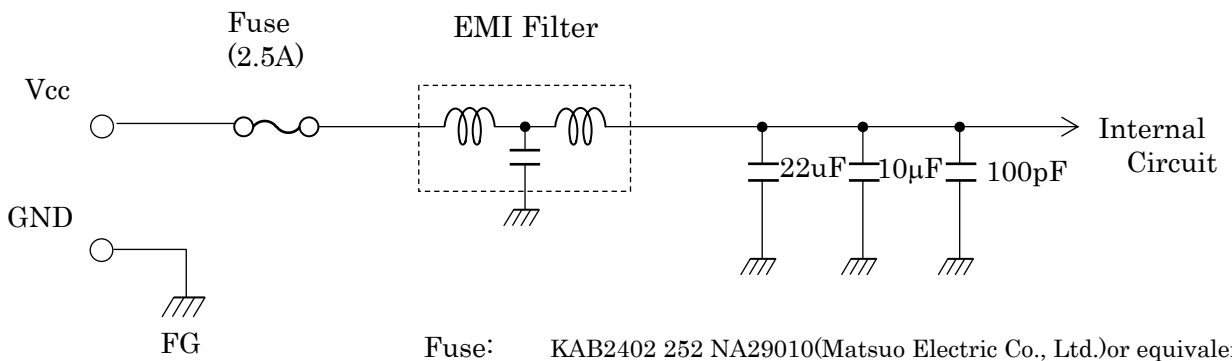 Fuse
(2.5A)
EMI Filter
Vcc
Internal
Circuit
22uF
10μF
100pF
GND
FG
Fuse: KAB2402 252 NA29010(Matsuo Electric Co., Ltd.)or